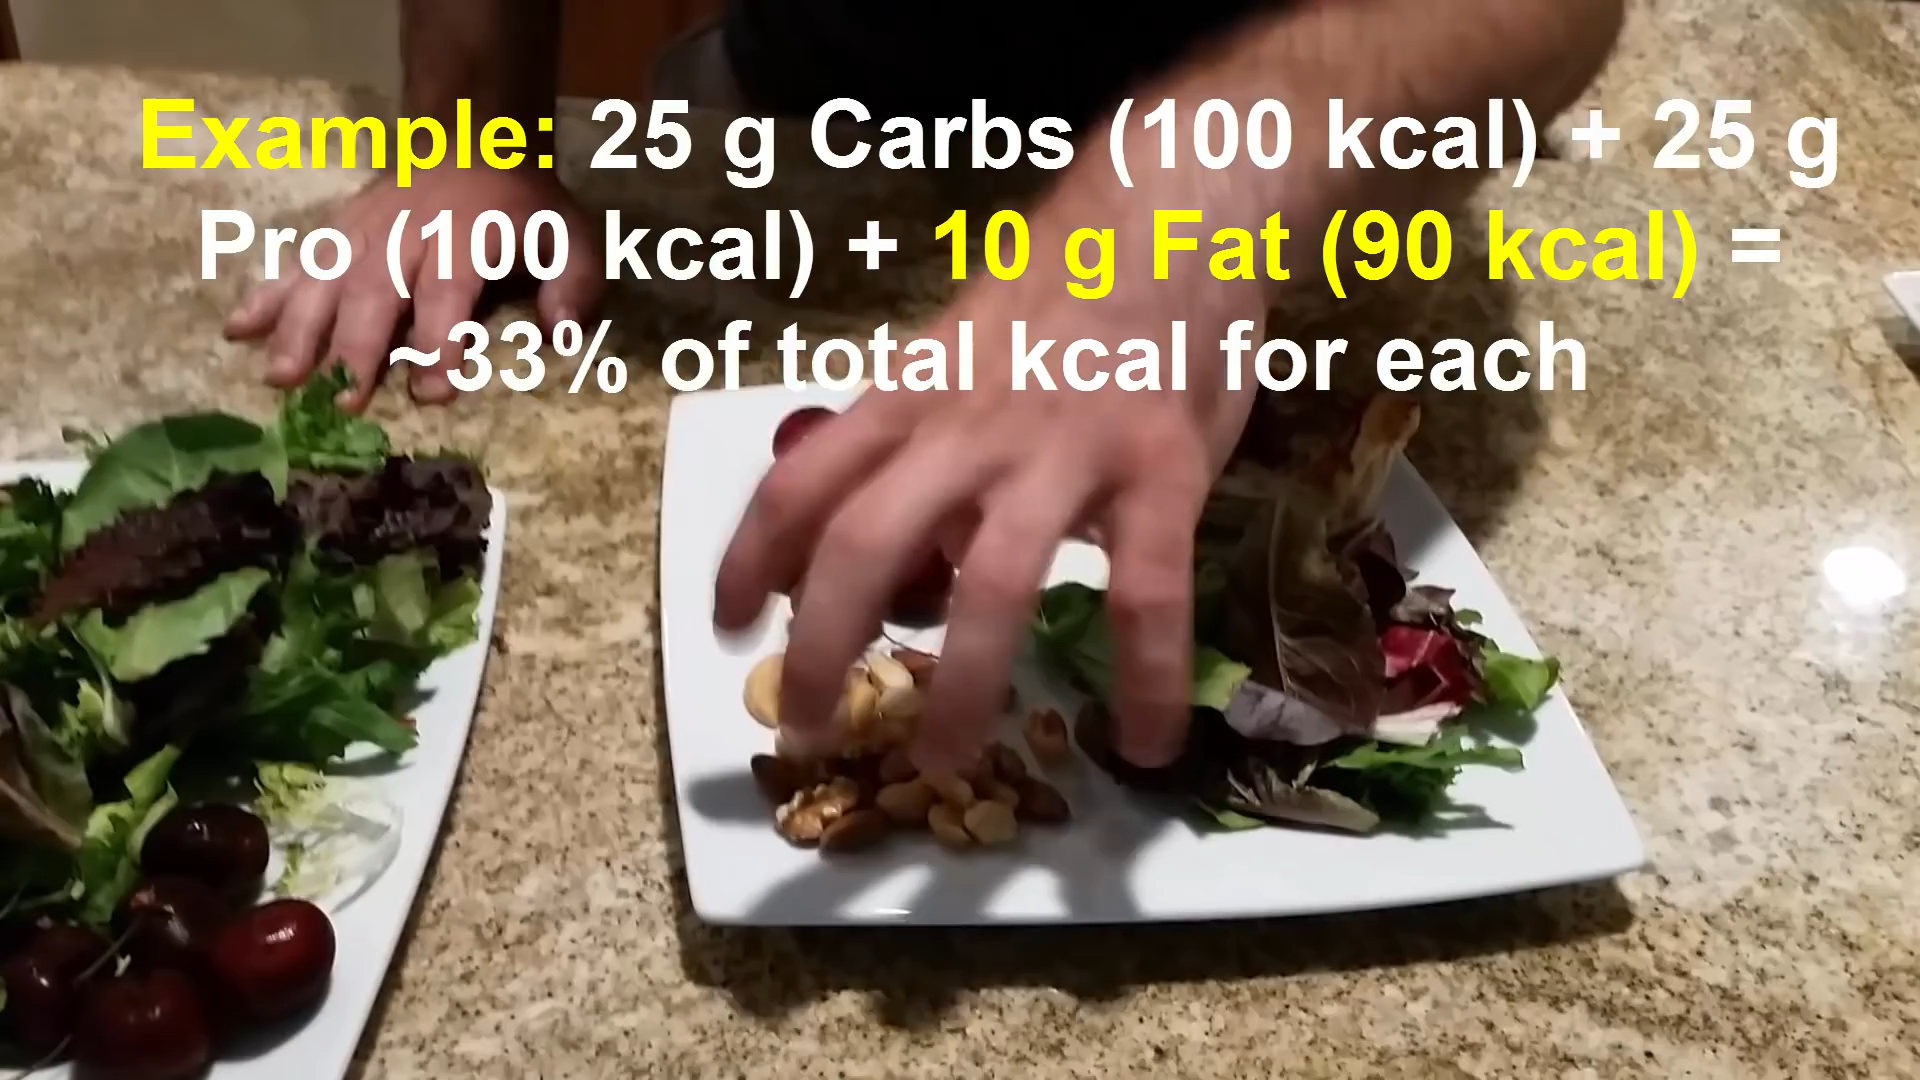 Example: 25 g Carbs (100 kcal) + 25 g
Pro (100 kcal) + 10 g Fat (90 kcal) =
~33% of total kcal for each